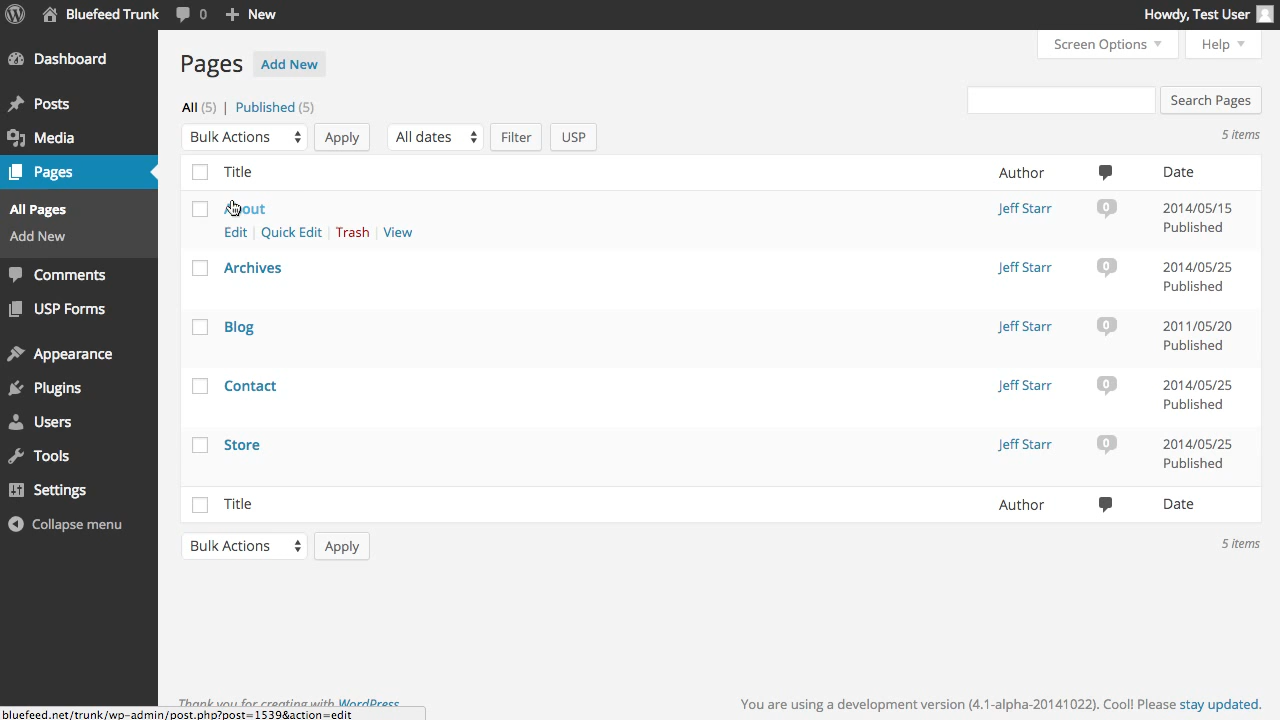 Bluefeed Trunk 0 New Howdy, Test User
Dashboard
Posts
Media
Pages
All Pages
Add New
Comments
USP Forms
Appearance
Plugins
Users
Tools
Settings
Collapse menu
Screen Options Help
Pages Add New
All (5) | Published (5)
Search Pages
Bulk Actions Apply All dates Filter USP
5 items
Title Author Date
About Jeff Starr 0 2014/05/15
Published
Edit | Quick Edit | Trash | View
Archives Jeff Starr 0 2014/05/25
Published
Blog Jeff Starr 0 2011/05/20
Published
Contact Jeff Starr 0 2014/05/25
Published
Store Jeff Starr 0 2014/05/25
Published
Title Author Date
Bulk Actions Apply
5 items
Thank you for creating with WordPress
You are using a development version (4.1-alpha-20141022). Cool! Please stay updated.
bluefeed.net/trunk/wp-admin/post.php?post=1539&action=edit